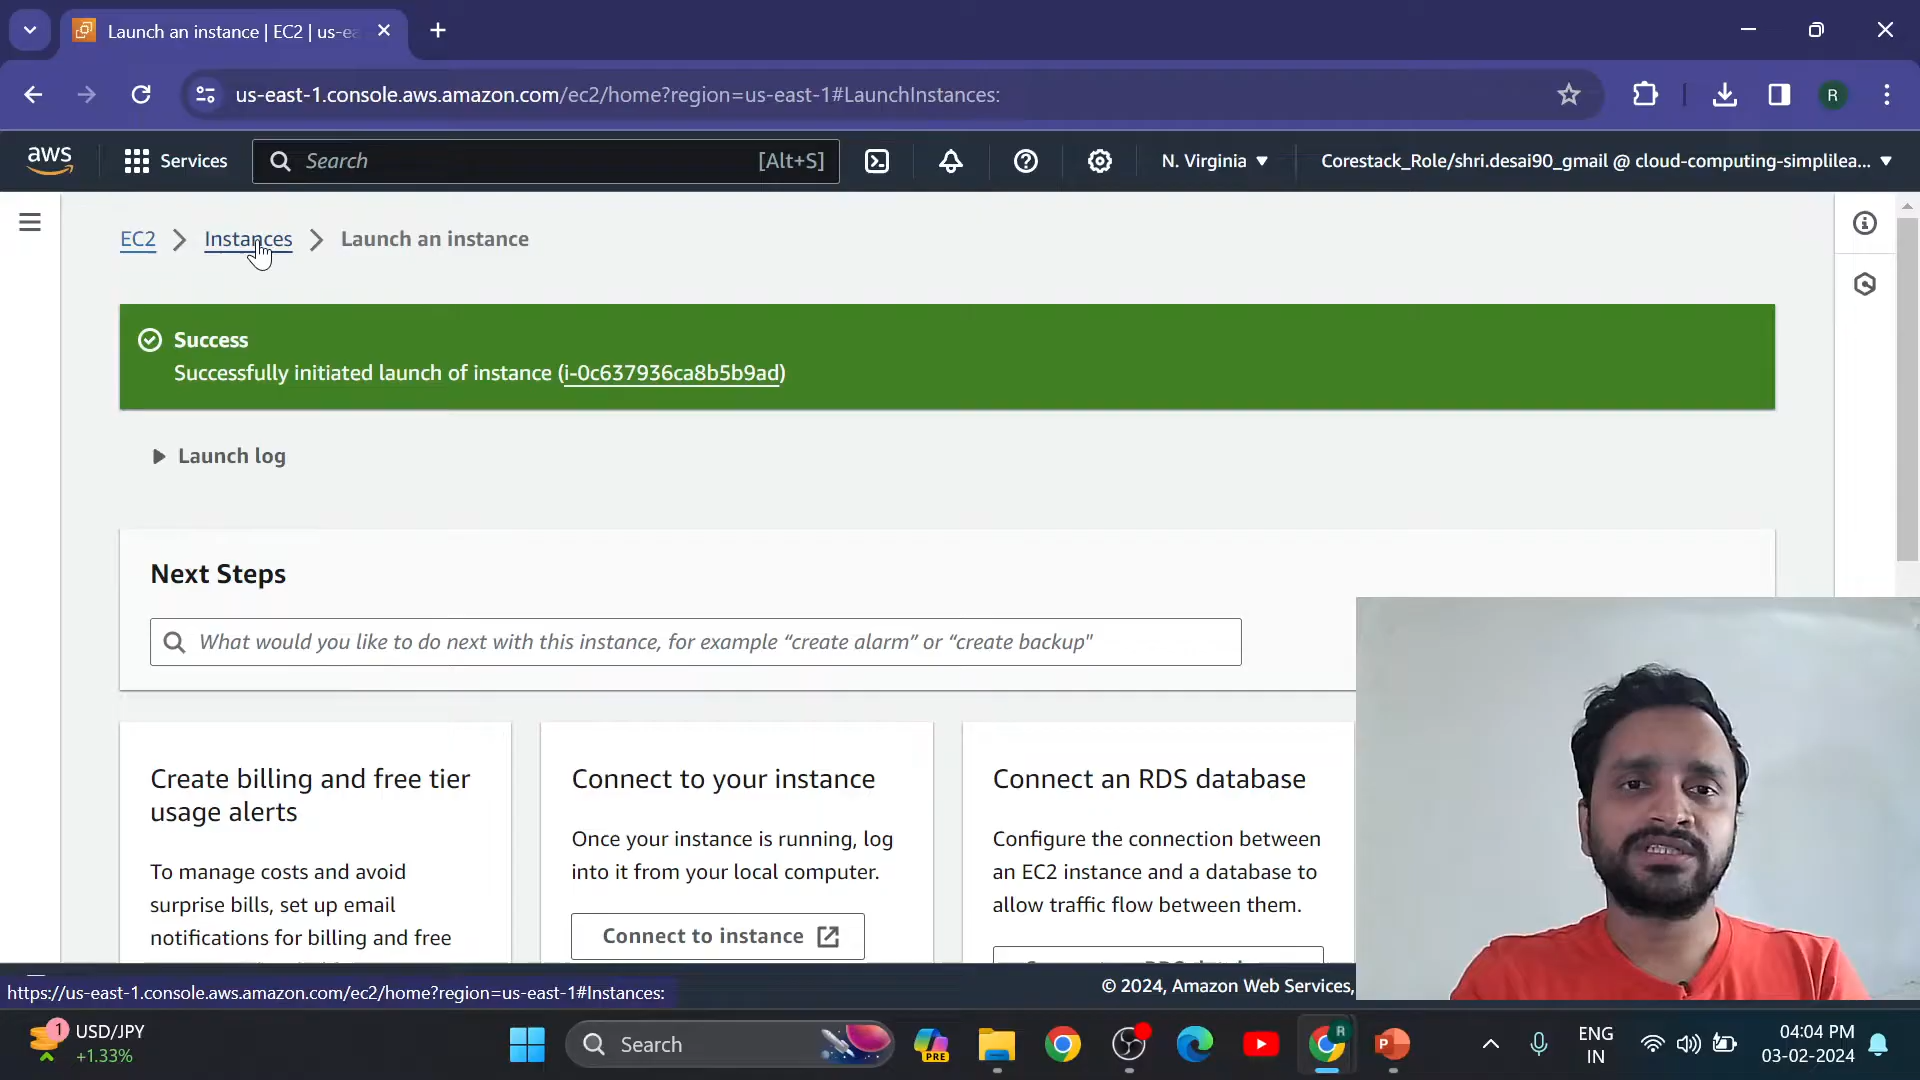 Launch an instance | EC2 | us-ea
us-east-1.console.aws.amazon.com/ec2/home?region=us-east-1#LaunchInstances:
R
aws
Services
Search
[Alt+S]
N. Virginia
Corestack_Role/shri.desai90_gmail @ cloud-computing-simplilea...
EC2
Instances
Launch an instance
Success
Successfully initiated launch of instance (i-0c637936ca8b5b9ad)
Launch log
Next Steps
What would you like to do next with this instance, for example “create alarm” or “create backup"
Create billing and free tier
usage alerts
To manage costs and avoid
surprise bills, set up email
notifications for billing and free
Connect to your instance
Once your instance is running, log
into it from your local computer.
Connect to instance
Connect an RDS database
Configure the connection between
an EC2 instance and a database to
allow traffic flow between them.
https://us-east-1.console.aws.amazon.com/ec2/home?region=us-east-1#Instances:
© 2024, Amazon Web Services,
1
USD/JPY
+1.33%
Search
PRE
R
P
ENG
IN
04:04 PM
03-02-2024